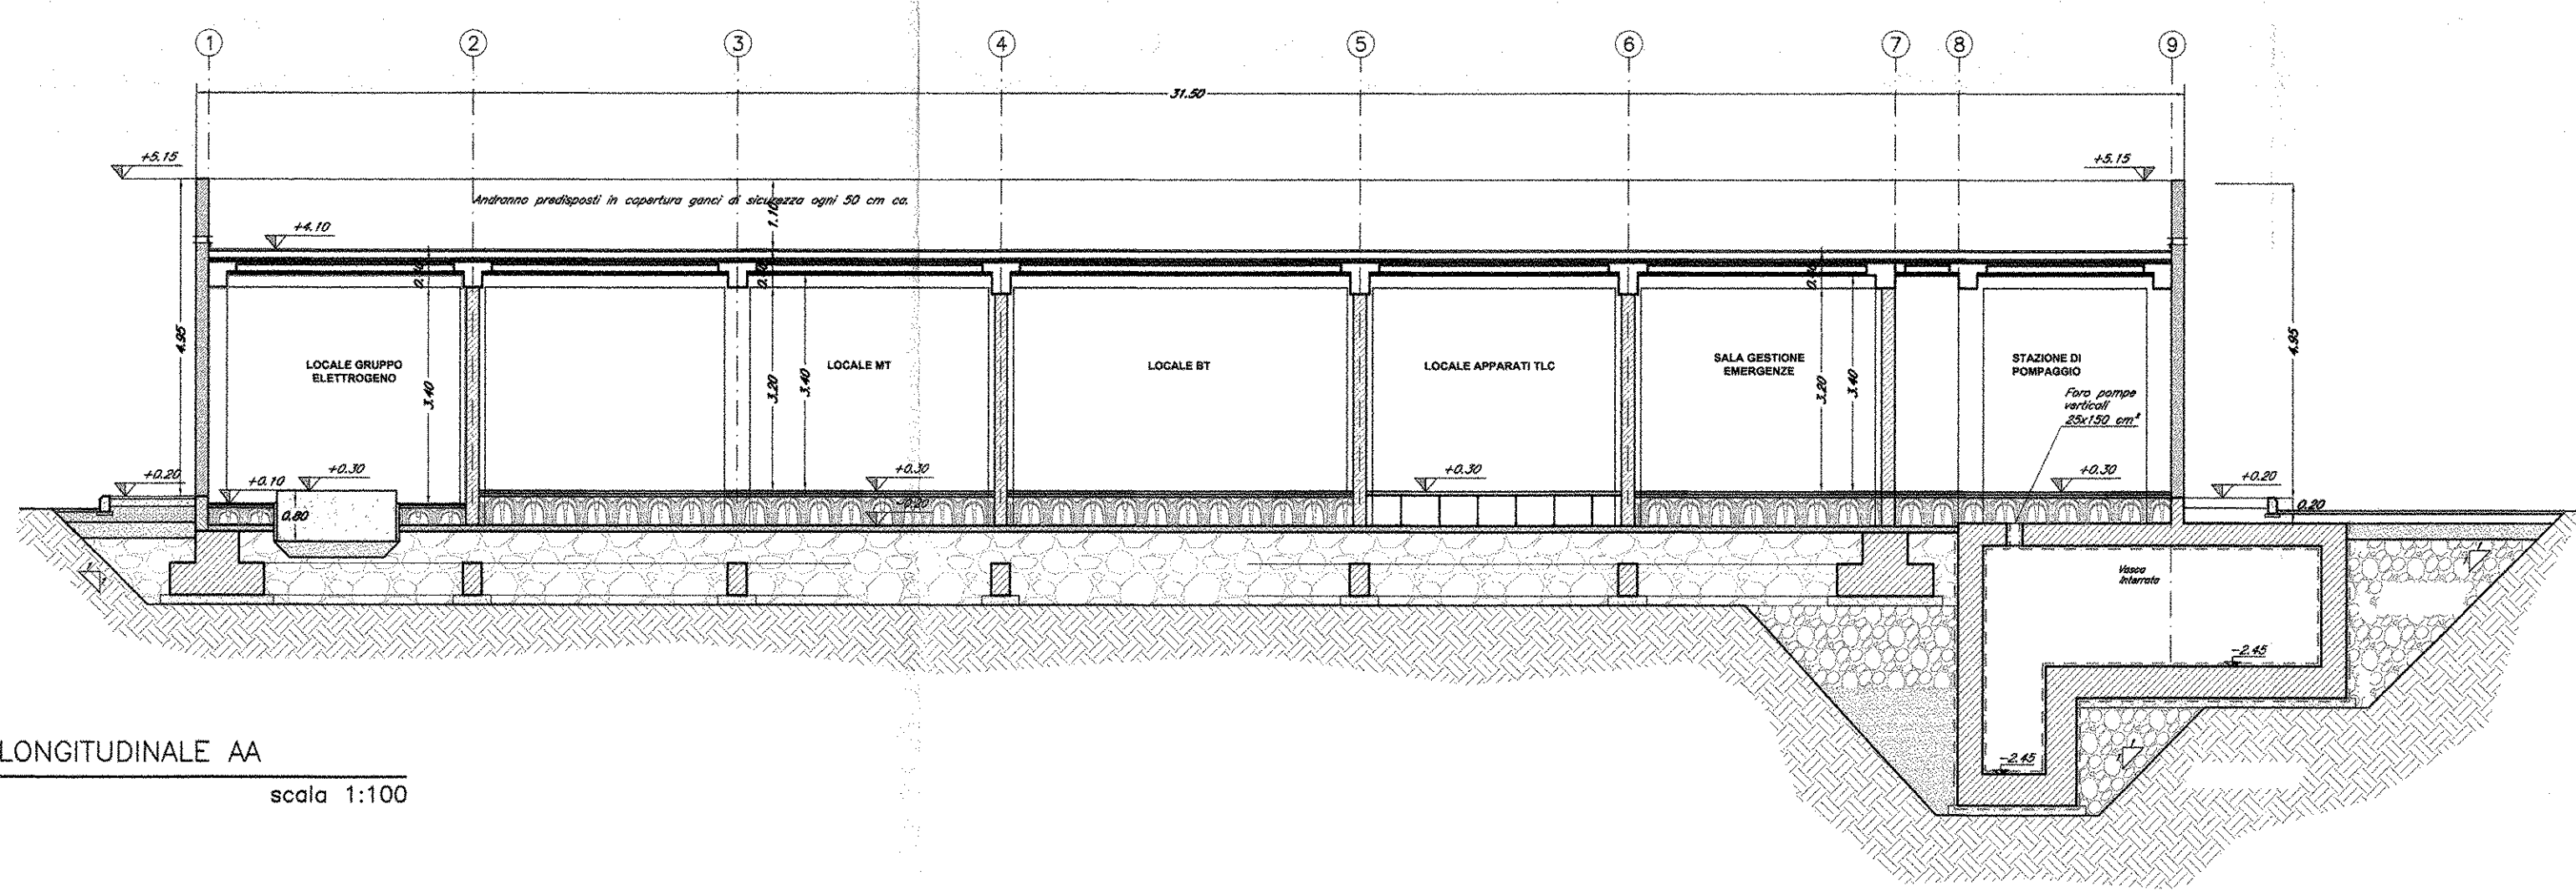 1 2 3 4 5 6 7 8 9
31.50
+5.15 +5.15
Andranno predisposti in copertura ganci di sicurezza ogni 50 cm ca.
1.10
+4.10
4.95
3.40
3.20
3.40
3.20
3.40
4.95
LOCALE GRUPPO
ELETTROGENO
LOCALE MT
LOCALE BT
LOCALE APPARATI TLC
SALA GESTIONE
EMERGENZE
STAZIONE DI
POMPAGGIO
Foro pompe
verticali
25x150 cm²
+0.20
+0.10
+0.30
0.80
+0.30
-0.20
+0.30
+0.30
+0.20
0.20
Vasca
Interrata
-2.45
-2.45
LONGITUDINALE AA
scala 1:100